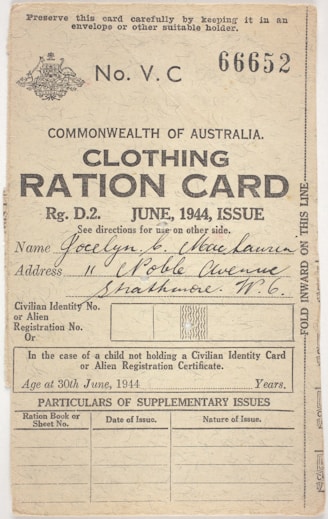 Preserve this card carefully by keeping it in an
envelope or other suitable holder.
No. V. C 66652
COMMONWEALTH OF AUSTRALIA.
CLOTHING
RATION CARD
Rg. D.2. JUNE, 1944, ISSUE
See directions for use on other side.
Name Jocelyn C. MacLaurin
Address 11 Noble Avenue
Strathmore. W.6.
Civilian Identity No.
or Alien
Registration No.
Or
In the case of a child not holding a Civilian Identity Card
or Alien Registration Certificate.
Age at 30th June, 1944 Years.
PARTICULARS OF SUPPLEMENTARY ISSUES
Ration Book or
Sheet No. Date of Issue. Nature of Issue.
FOLD INWARD ON THIS LINE